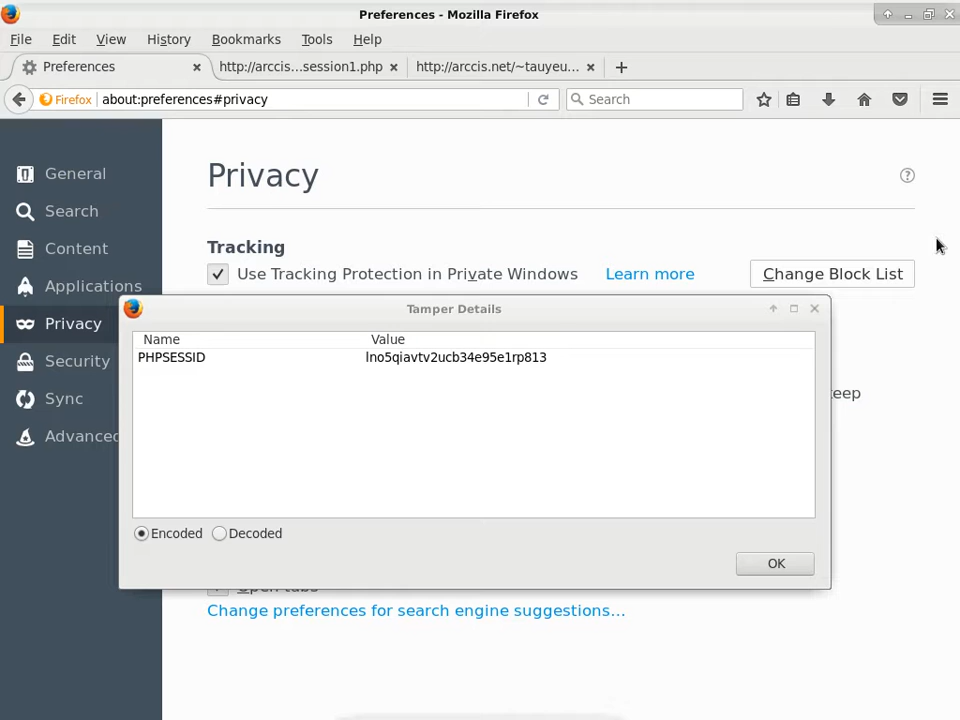 Preferences - Mozilla Firefox
File Edit View History Bookmarks Tools Help
Preferences × http://arccis...session1.php × http://arccis.net/~tauyeu... × +
Firefox about:preferences#privacy Search
General
Search
Content
Applications
Privacy
Security
Sync
Advanced
Privacy
Tracking
Use Tracking Protection in Private Windows Learn more Change Block List
Tamper Details
Name Value
PHPSESSID lno5qiavtv2ucb34e95e1rp813
Encoded Decoded
OK
Open tabs
Change preferences for search engine suggestions...